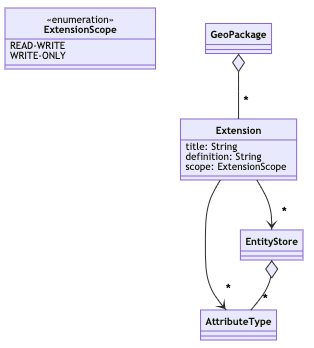 «enumeration»
ExtensionScope
READ-WRITE
WRITE-ONLY
GeoPackage
*
Extension
title: String
definition: String
scope: ExtensionScope
*
EntityStore
*
*
AttributeType